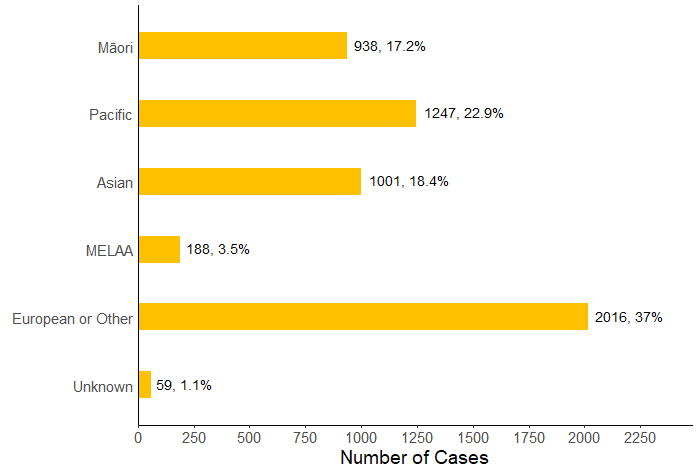 Māori 938, 17.2%
Pacific 1247, 22.9%
Asian 1001, 18.4%
MELAA 188, 3.5%
European or Other 2016, 37%
Unknown 59, 1.1%
0 250 500 750 1000 1250 1500 1750 2000 2250
Number of Cases